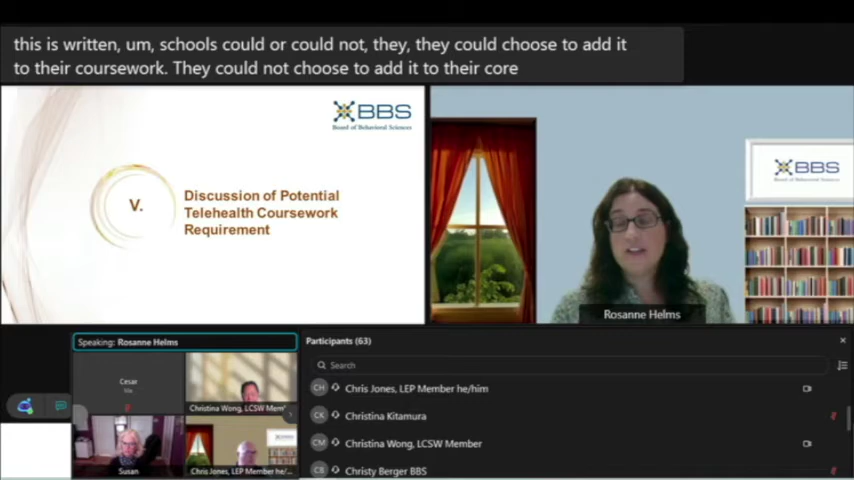 this is written, um, schools could or could not, they, they could choose to add it
to their coursework. They could not choose to add it to their core
BBS
Board of Behavioral Sciences
V.
Discussion of Potential
Telehealth Coursework
Requirement
BBS
Board of Behavioral Sciences
Rosanne Helms
Speaking: Rosanne Helms
Cesar
Christina Wong, LCSW Mem
Susan
Chris Jones, LEP Member he/...
Participants (63)
Search
CH Chris Jones, LEP Member he/him
CK Christina Kitamura
CM Christina Wong, LCSW Member
CB Christy Berger BBS